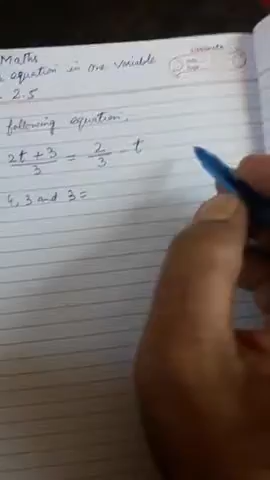 Maths
equation in one variable
2.5
following equation.
2t + 3 / 3 = 2 / 3 - t
4, 3 and 3 =